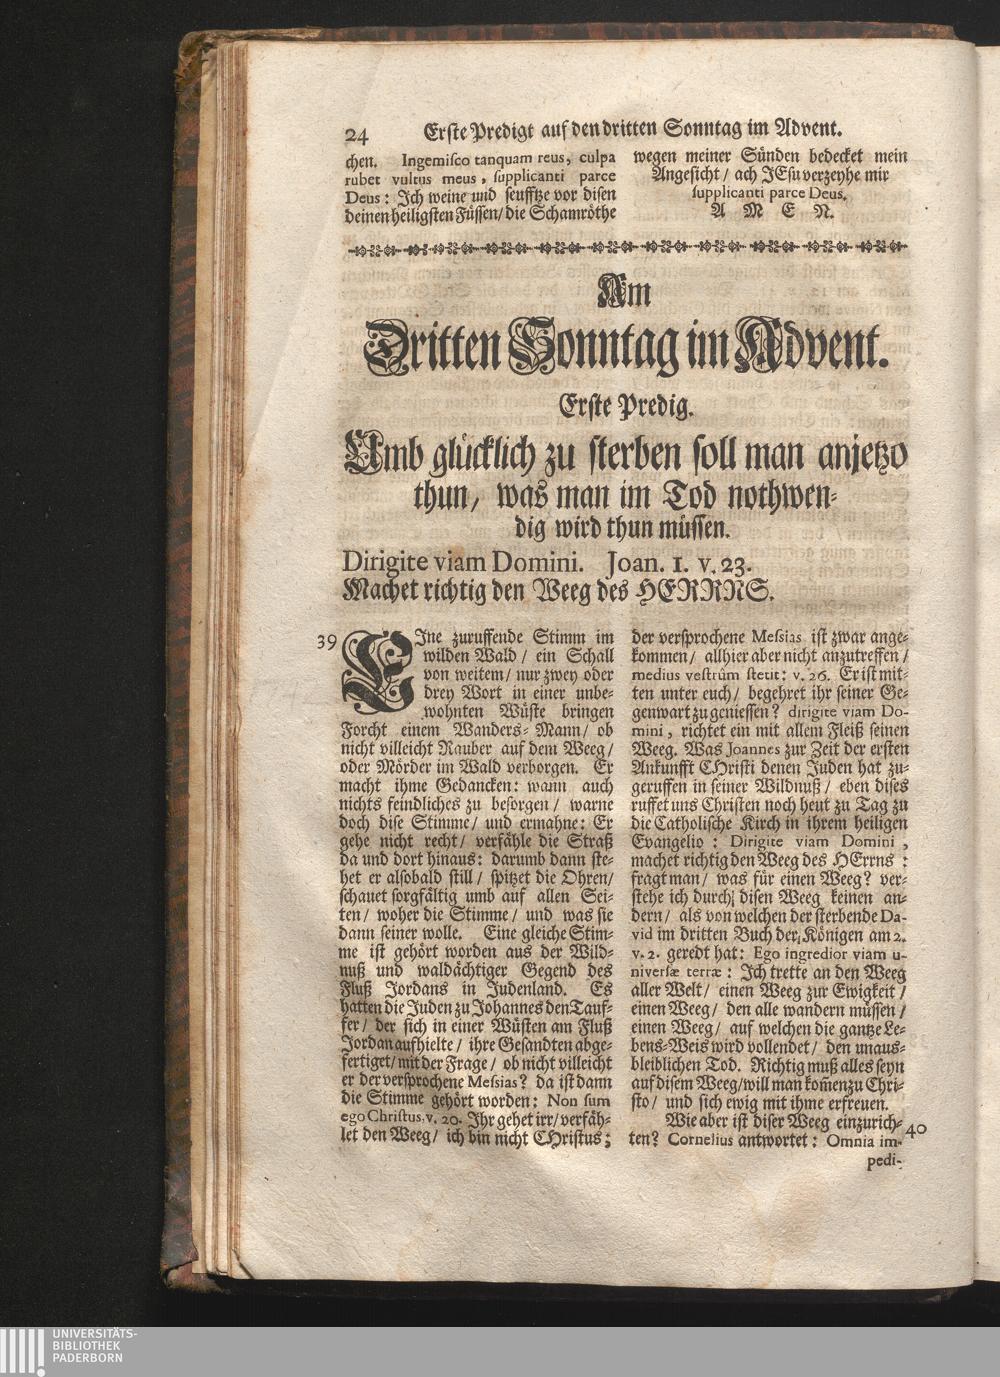 24 Erste Predigt auf den dritten Sonntag im Advent.
chen. Ingemisco tanquam reus, culpa
rubet vultus meus, supplicanti parce
Deus: Ich weine und seufftze vor disen
deinen heiligsten Füssen/ die Schamröthe
wegen meiner Sünden bedecket mein
Angesicht/ ach JEsu verzeyhe mir
supplicanti parce Deus.
A M E N.
Am
Dritten Sonntag im Advent.
Erste Predig.
Umb glücklich zu sterben soll man anjetzo
thun, was man im Tod nothwen-
dig wird thun müssen.
Dirigite viam Domini. Joan. 1. v. 23.
Machet richtig den Weeg des HERRNS.
39 EIne zuruffende Stimm im
wilden Wald / ein Schall
von weitem/ nur zwey oder
drey Wort in einer unbe-
wohnten Wüste bringen
Forcht einem Wanders-Mann/ ob
nicht villeicht Rauber auf dem Weeg/
oder Mörder im Wald verborgen. Er
macht ihme Gedancken: wann auch
nichts feindliches zu besorgen/ warne
doch dise Stimme/ und ermahne: Er
gehe nicht recht/ verfähle die Straß
da und dort hinaus: darumb dann ste-
het er alsobald still/ spitzet die Ohren/
schauet sorgfältig umb auf allen Sei-
ten/ woher die Stimme/ und was sie
dann seiner wolle. Eine gleiche Stim-
me ist gehört worden aus der Wild-
nuß und waldächtiger Gegend des
Fluß Jordans in Judenland. Es
hatten die Juden zu Johannes den Tauf-
fer/ der sich in einer Wüsten am Fluß
Jordan aufhielte/ ihre Gesandten abge-
fertiget/ mit der Frage/ ob nicht villeicht
er der versprochene Messias? da ist dann
die Stimme gehört worden: Non sum
ego Christus, v. 20. Ihr gehet irr/ verfäh-
let den Weeg/ ich bin nicht CHristus;
der versprochene Messias ist zwar ange-
kommen/ allhier aber nicht anzutreffen/
medius vestrûm stetit: v. 26. Er ist mit-
ten unter euch/ begehret ihr seiner Ge-
genwart zu geniessen? dirigite viam Do-
mini, richtet ein mit allem Fleiß seinen
Weeg. Was Joannes zur Zeit der ersten
Ankunfft CHristi denen Juden hat zu-
geruffen in seiner Wildnuß/ eben dises
ruffet uns Christen noch heut zu Tag zu
die Catholische Kirch in ihrem heiligen
Evangelio: Dirigite viam Domini,
machet richtig den Weeg des HErrns:
fragt man/ was für einen Weeg? ver-
stehe ich durch disen Weeg keinen an-
dern/ als von welchen der sterbende Da-
vid im dritten Buch der Königen am 2.
v. 2. geredt hat: Ego ingredior viam u-
niversæ terræ: Ich trette an den Weeg
aller Welt/ einen Weeg zur Ewigkeit/
einen Weeg/ den alle wandern müssen/
einen Weeg/ auf welchen die gantze Le-
bens-Weis wird vollendet/ den unaus-
bleiblichen Tod. Richtig muß alles seyn
auf disem Weeg/ will man kom̃en zu Chri-
sto/ und sich ewig mit ihme erfreuen.
Wie aber ist diser Weeg einzurich- 40
ten? Cornelius antwortet: Omnia im-
pedi-
UNIVERSITÄTS-
BIBLIOTHEK
PADERBORN